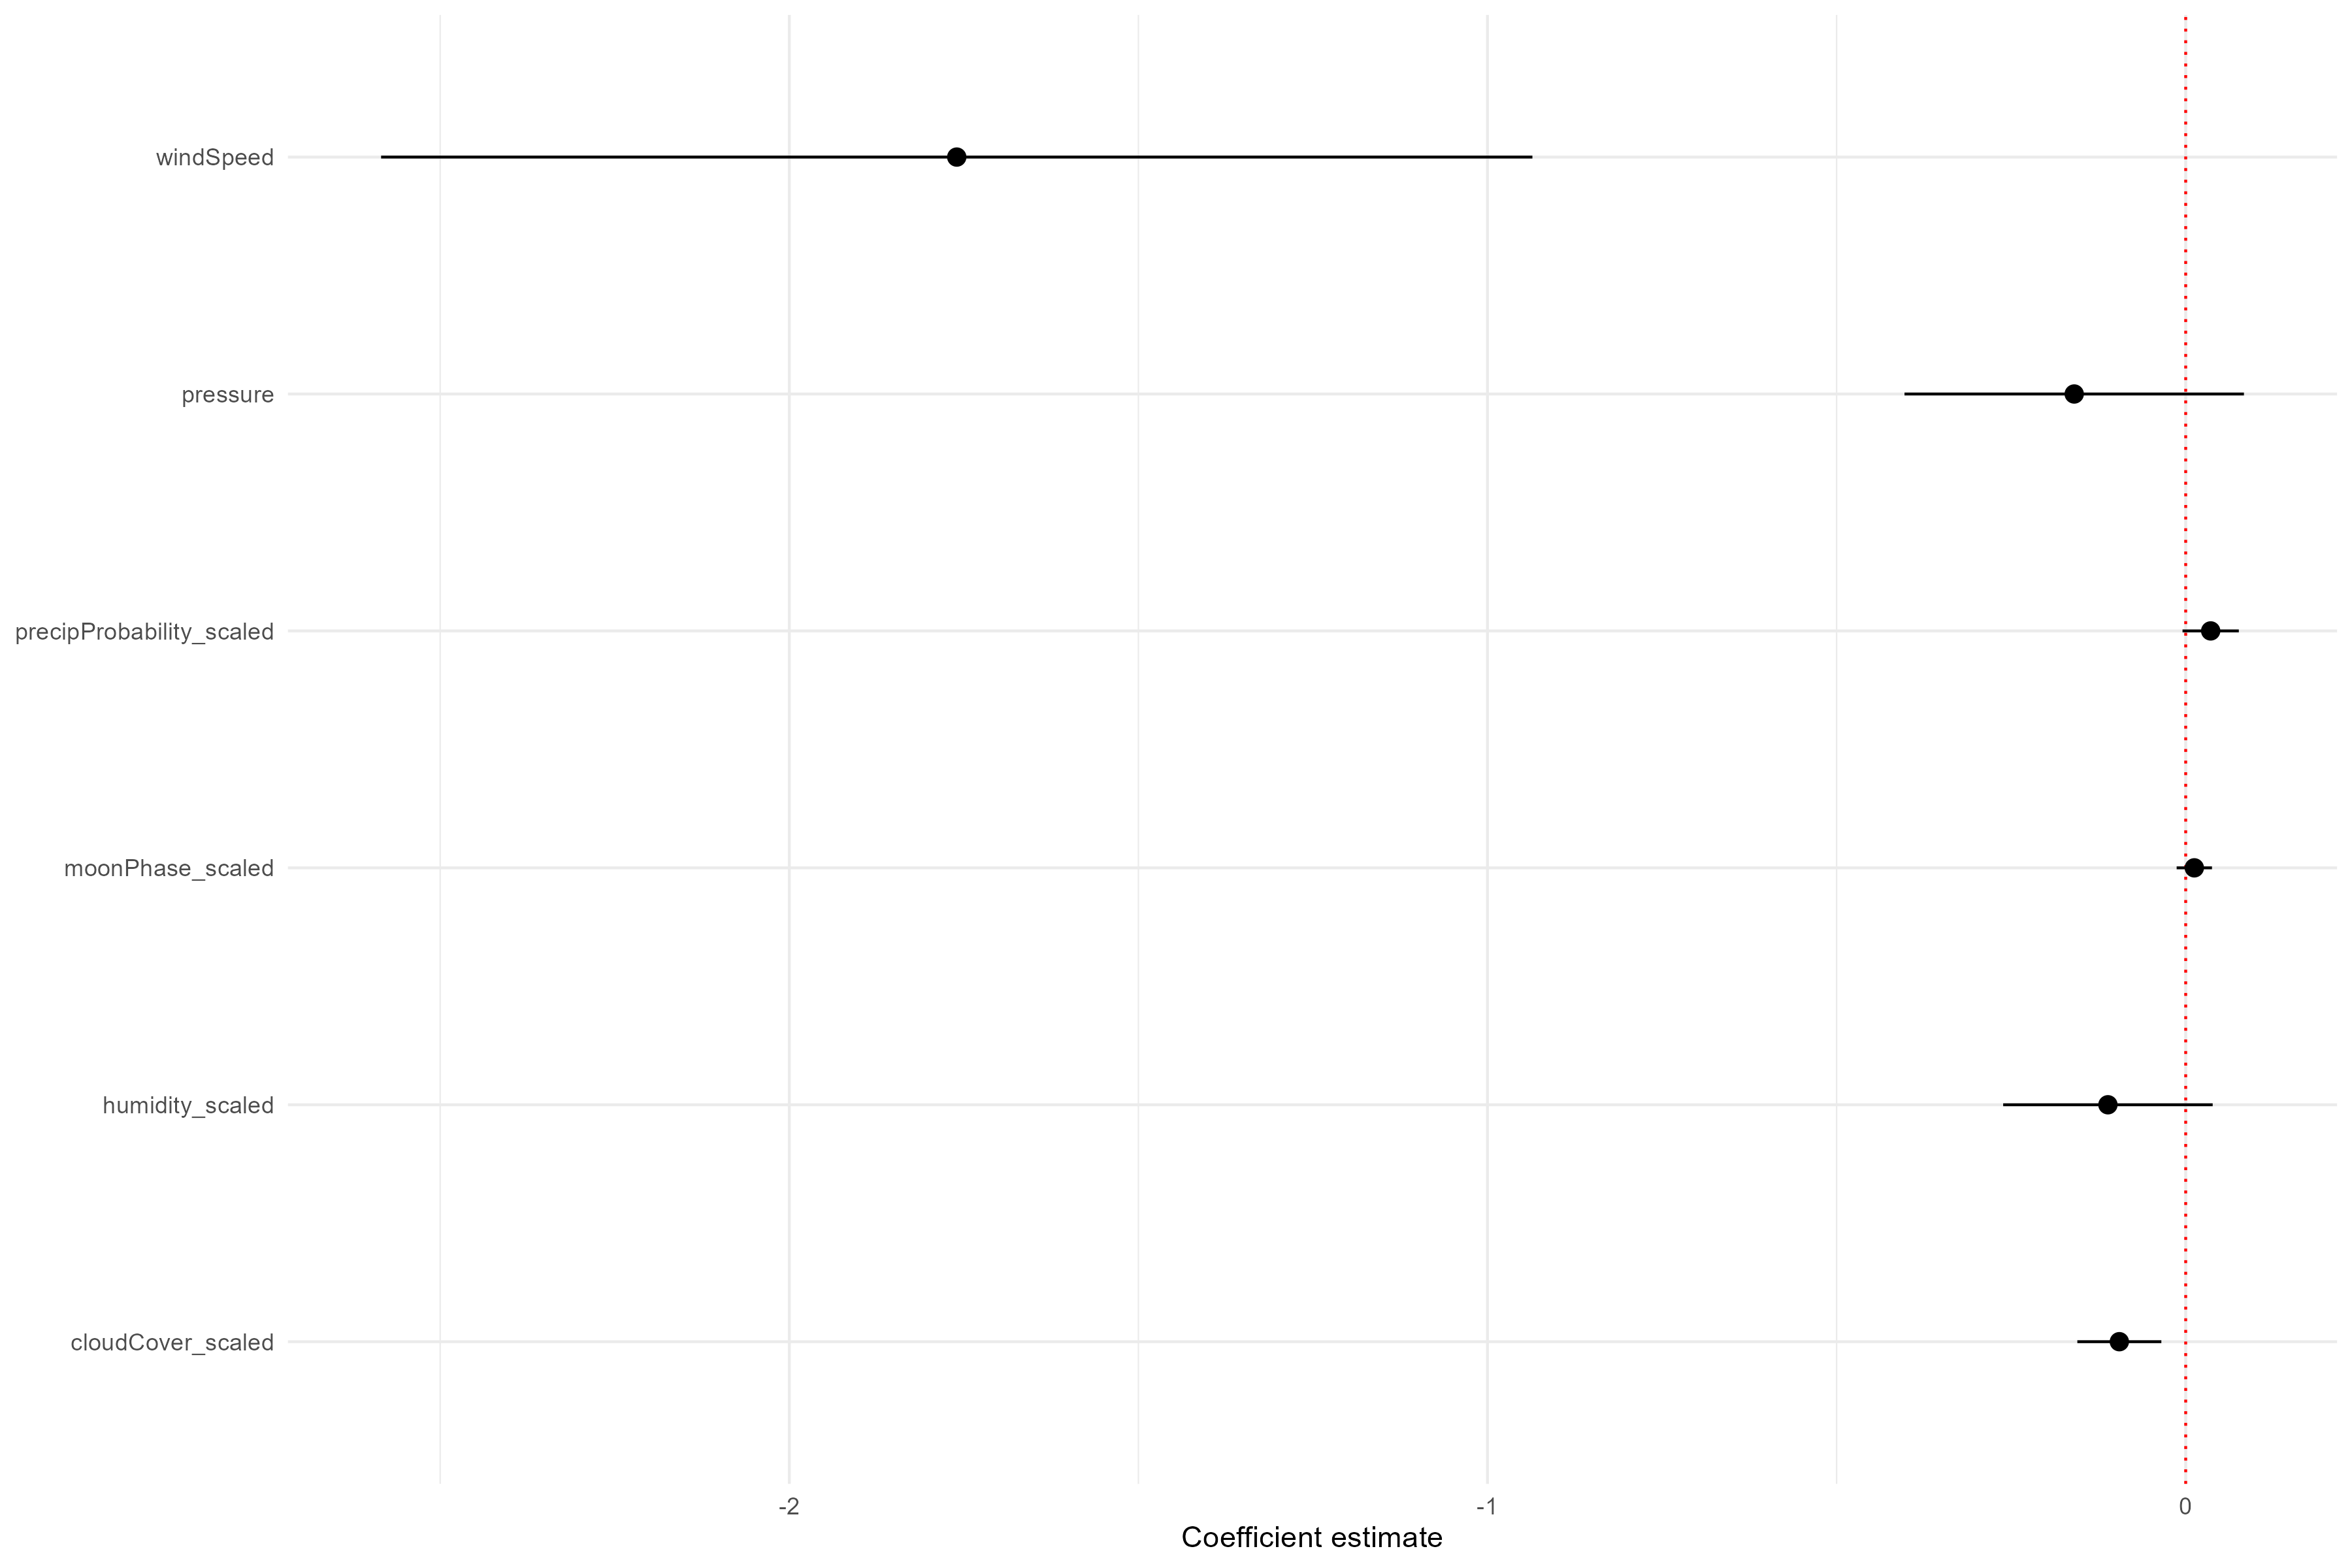 windSpeed
pressure
precipProbability_scaled
moonPhase_scaled
humidity_scaled
cloudCover_scaled
-2 -1 0
Coefficient estimate